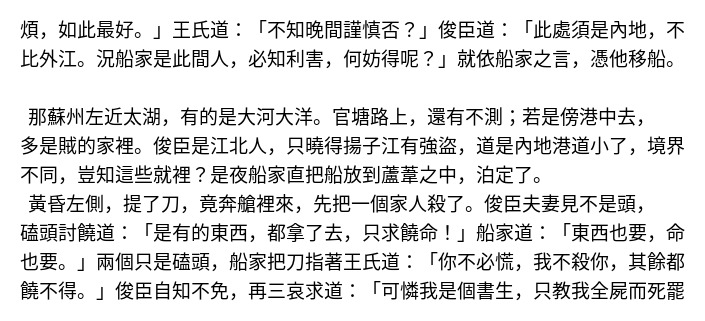 煩，如此最好。」王氏道：「不知晚間謹慎否？」俊臣道：「此處須是內地，不
比外江。況船家是此間人，必知利害，何妨得呢？」就依船家之言，憑他移船。
那蘇州左近太湖，有的是大河大洋。官塘路上，還有不測；若是傍港中去，
多是賊的家裡。俊臣是江北人，只曉得揚子江有強盜，道是內地港道小了，境界
不同，豈知這些就裡？是夜船家直把船放到蘆葦之中，泊定了。
黃昏左側，提了刀，竟奔艙裡來，先把一個家人殺了。俊臣夫妻見不是頭，
磕頭討饒道：「是有的東西，都拿了去，只求饒命！」船家道：「東西也要，命
也要。」兩個只是磕頭，船家把刀指著王氏道：「你不必慌，我不殺你，其餘都
饒不得。」俊臣自知不免，再三哀求道：「可憐我是個書生，只教我全屍而死罷